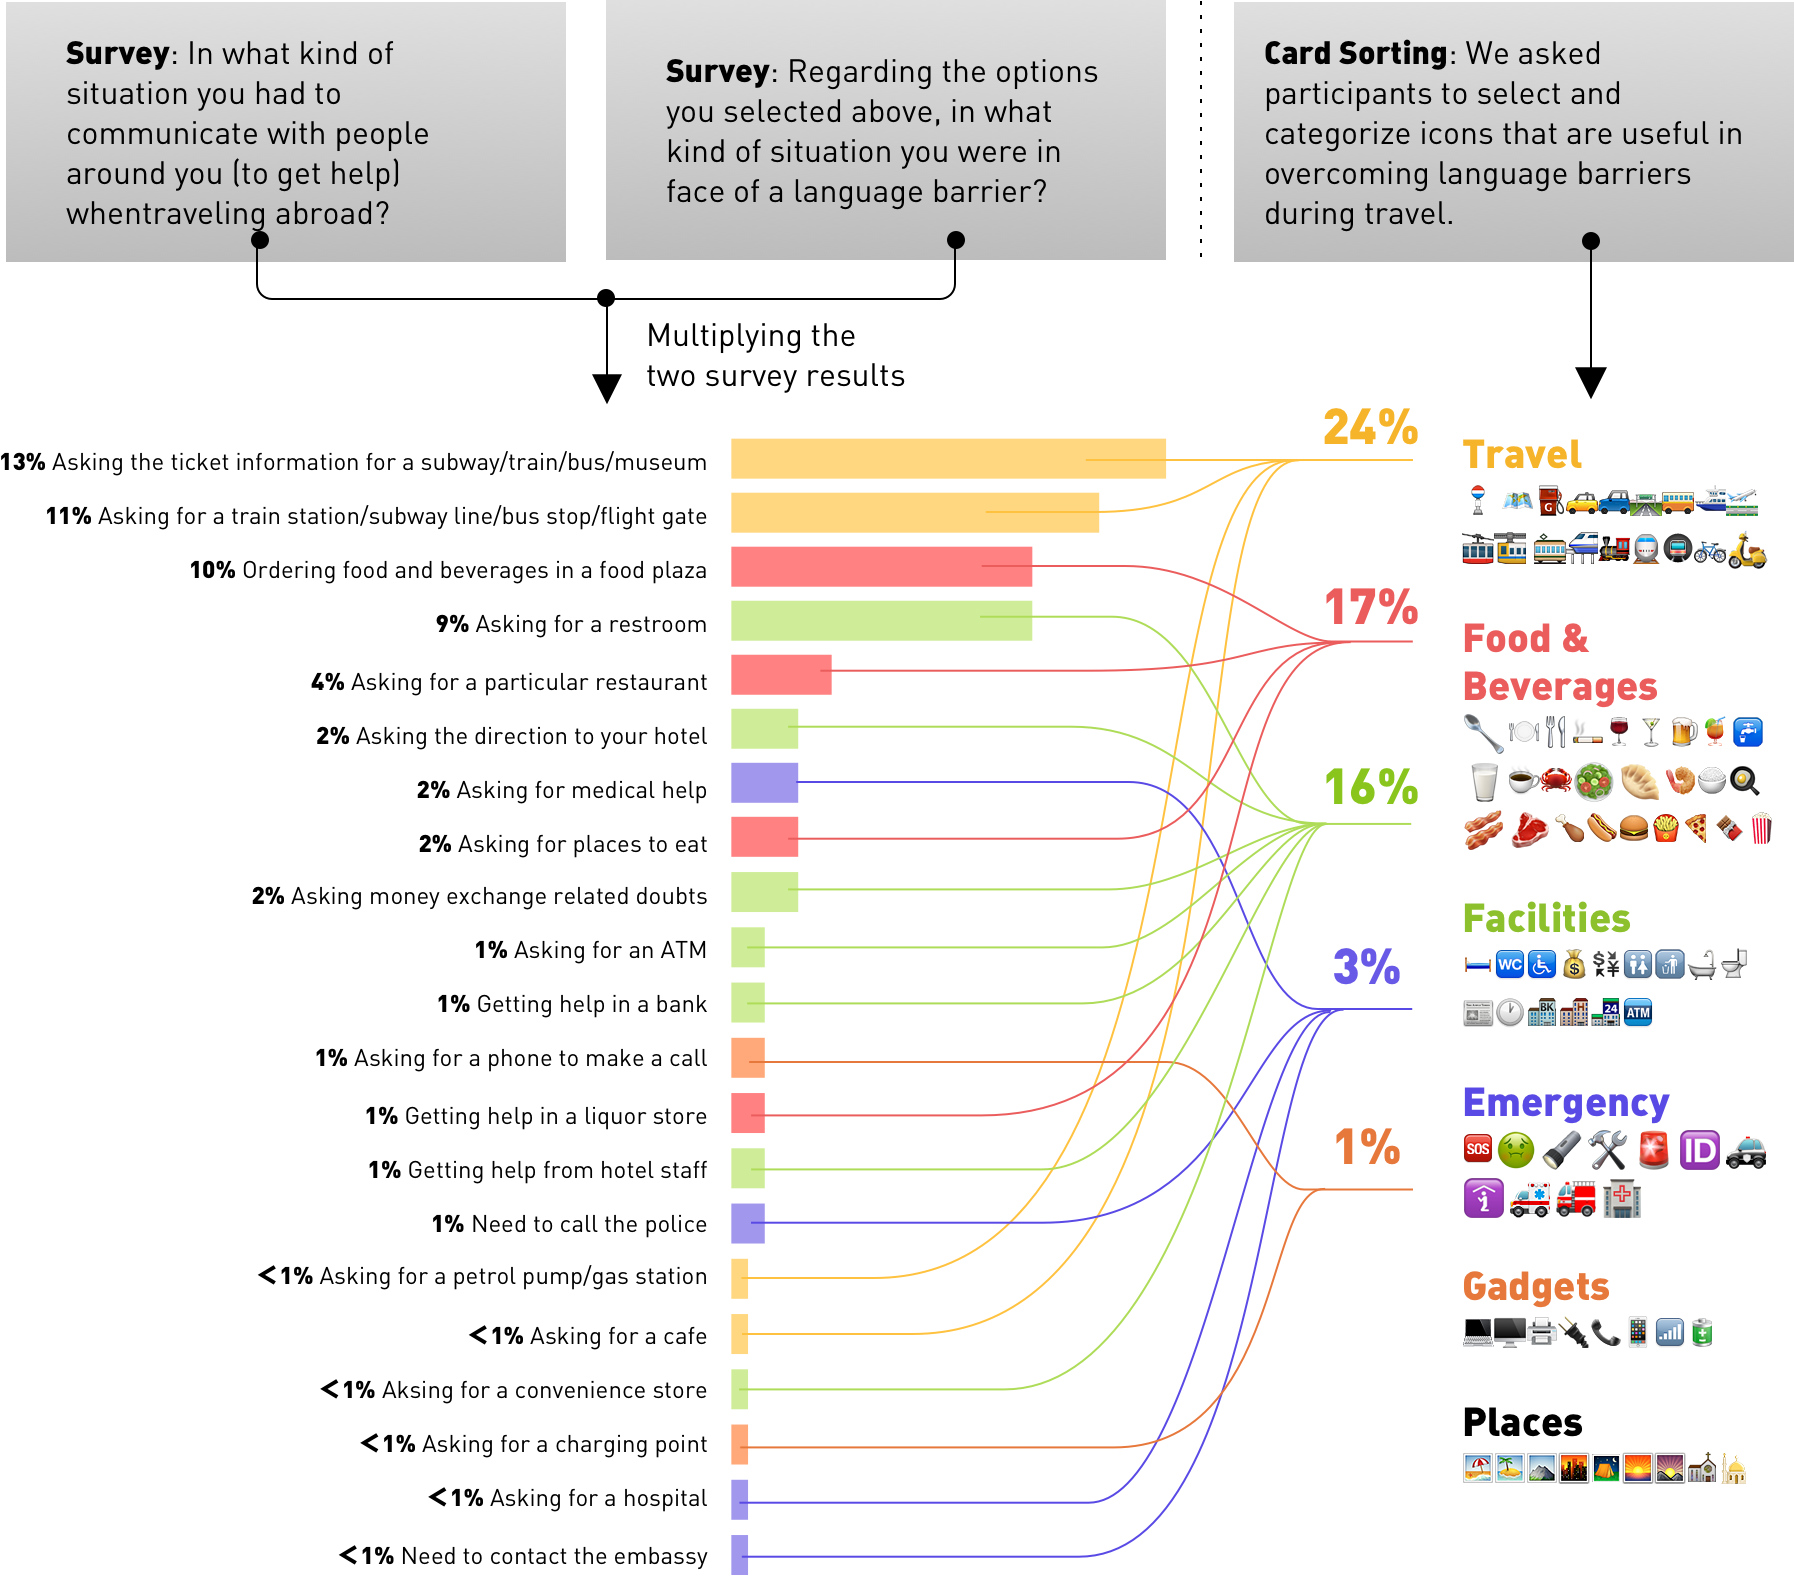 Survey: In what kind of
situation you had to
communicate with people
around you (to get help)
whentraveling abroad?
Survey: Regarding the options
you selected above, in what
kind of situation you were in
face of a language barrier?
Card Sorting: We asked
participants to select and
categorize icons that are useful in
overcoming language barriers
during travel.
Multiplying the
two survey results
13% Asking the ticket information for a subway/train/bus/museum
11% Asking for a train station/subway line/bus stop/flight gate
10% Ordering food and beverages in a food plaza
9% Asking for a restroom
4% Asking for a particular restaurant
2% Asking the direction to your hotel
2% Asking for medical help
2% Asking for places to eat
2% Asking money exchange related doubts
1% Asking for an ATM
1% Getting help in a bank
1% Asking for a phone to make a call
1% Getting help in a liquor store
1% Getting help from hotel staff
1% Need to call the police
<1% Asking for a petrol pump/gas station
<1% Asking for a cafe
<1% Aksing for a convenience store
<1% Asking for a charging point
<1% Asking for a hospital
<1% Need to contact the embassy
24%
17%
16%
3%
1%
Travel
G
Food &
Beverages
Facilities
WC
BK H 24 ATM
Emergency
SOS ID
Gadgets
Places